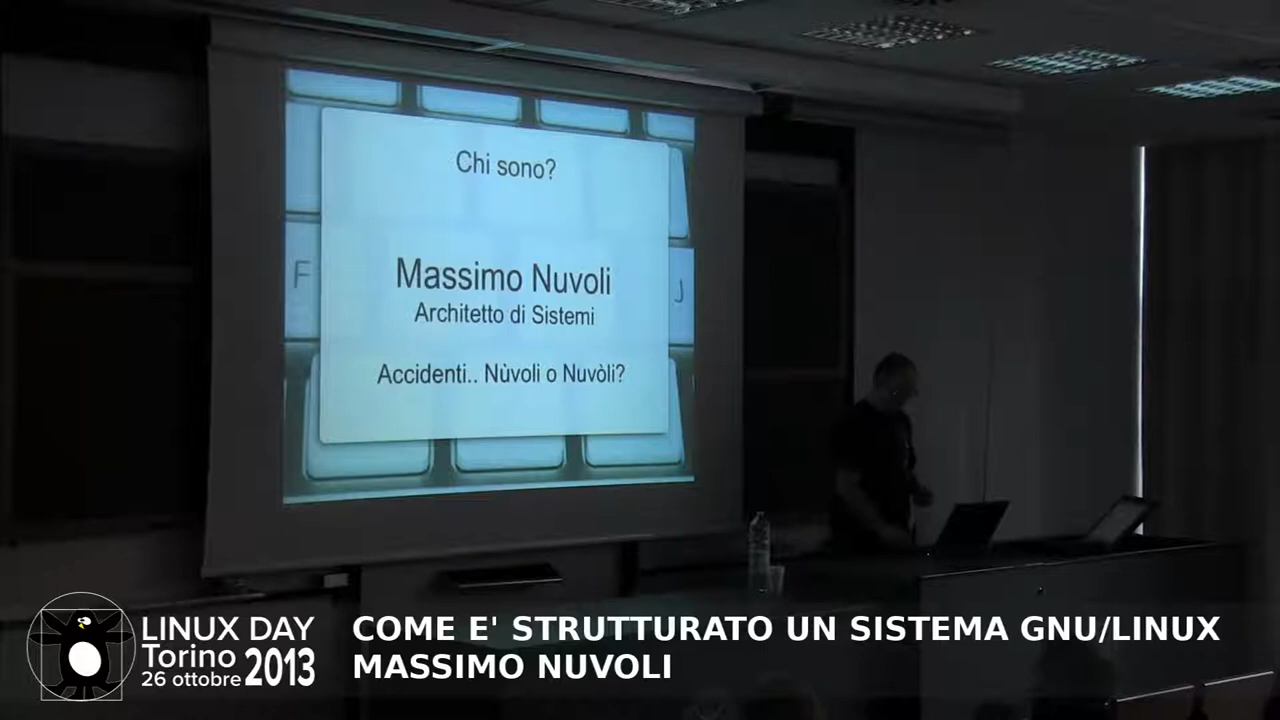 Chi sono?
Massimo Nuvoli
Architetto di Sistemi
Accidenti.. Nùvoli o Nuvòli?
F
J
LINUX DAY
Torino
26 ottobre 2013
COME E' STRUTTURATO UN SISTEMA GNU/LINUX
MASSIMO NUVOLI